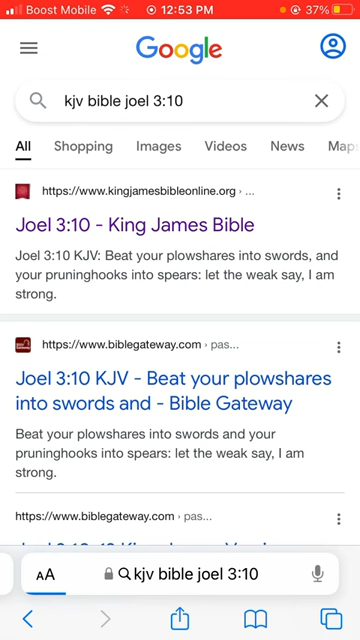 Boost Mobile 12:53 PM 37%
Google
kjv bible joel 3:10
All Shopping Images Videos News Maps
https://www.kingjamesbibleonline.org › ...
Joel 3:10 - King James Bible
Joel 3:10 KJV: Beat your plowshares into swords, and
your pruninghooks into spears: let the weak say, I am
strong.
https://www.biblegateway.com › pas...
Joel 3:10 KJV - Beat your plowshares
into swords and - Bible Gateway
Beat your plowshares into swords and your
pruninghooks into spears: let the weak say, I am
strong.
https://www.biblegateway.com › pas...
AA kjv bible joel 3:10